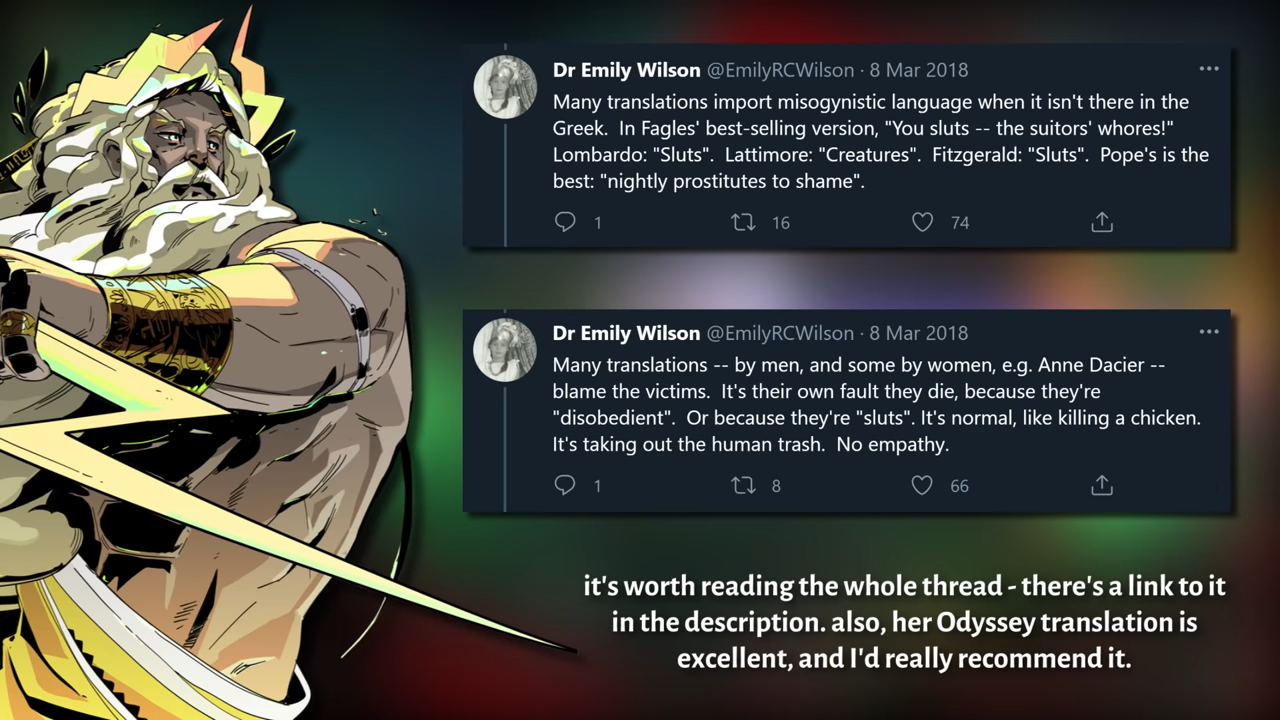 Dr Emily Wilson @EmilyRCWilson · 8 Mar 2018
Many translations import misogynistic language when it isn't there in the
Greek. In Fagles' best-selling version, "You sluts -- the suitors' whores!"
Lombardo: "Sluts". Lattimore: "Creatures". Fitzgerald: "Sluts". Pope's is the
best: "nightly prostitutes to shame".
1 16 74
Dr Emily Wilson @EmilyRCWilson · 8 Mar 2018
Many translations -- by men, and some by women, e.g. Anne Dacier --
blame the victims. It's their own fault they die, because they're
"disobedient". Or because they're "sluts". It's normal, like killing a chicken.
It's taking out the human trash. No empathy.
1 8 66
it's worth reading the whole thread - there's a link to it
in the description. also, her Odyssey translation is
excellent, and I'd really recommend it.